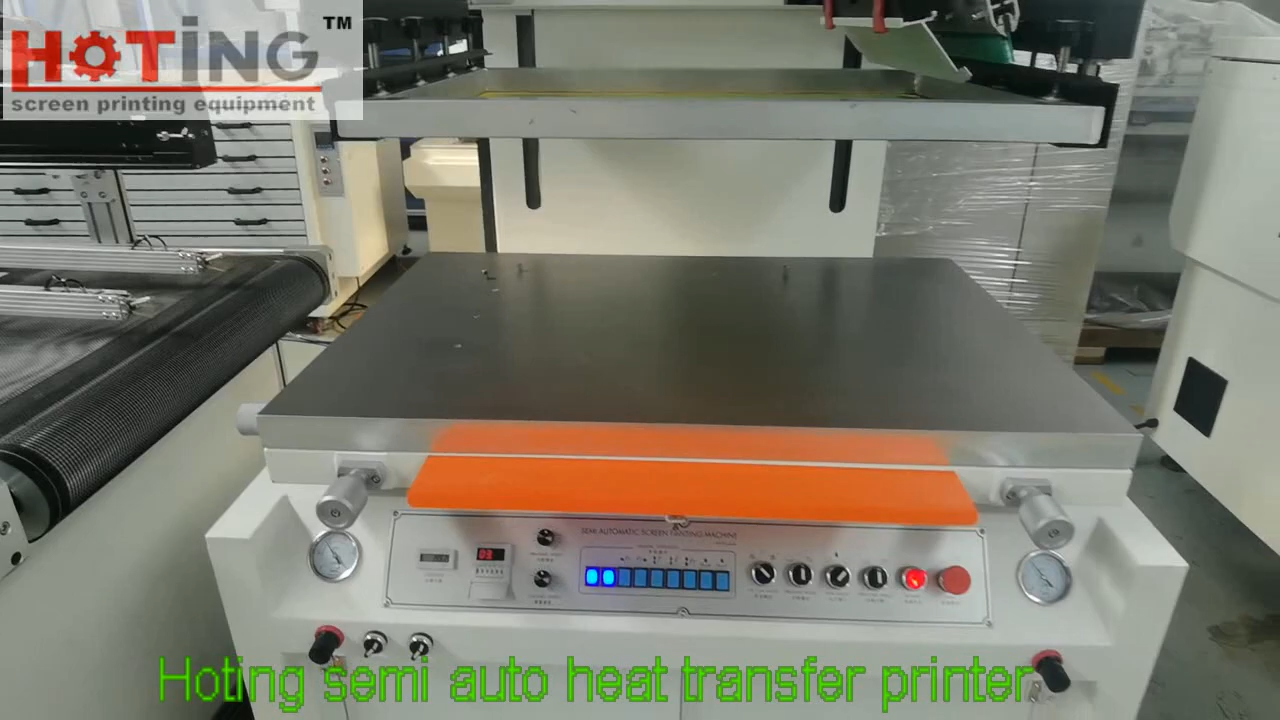 HOTING™
screen printing equipment
SEMI AUTOMATIC SCREEN PRINTING MACHINE
Hoting semi auto heat transfer printer